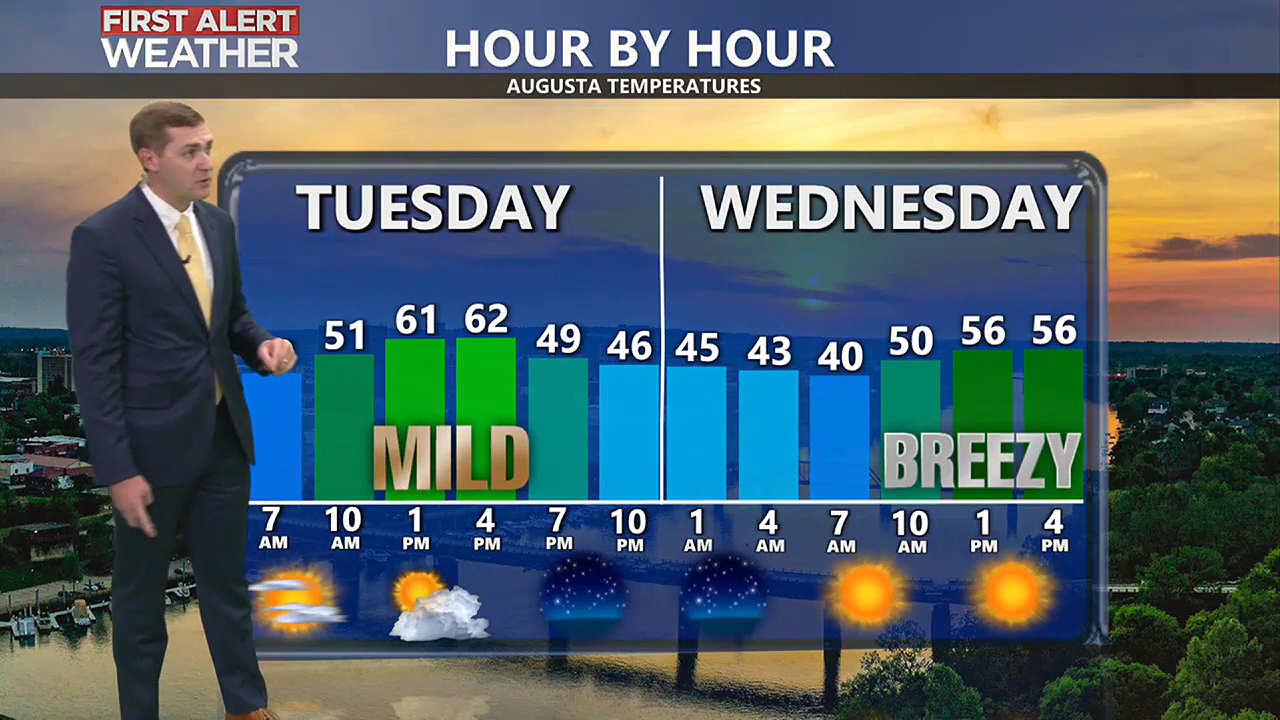 FIRST ALERT
WEATHER
HOUR BY HOUR
AUGUSTA TEMPERATURES
TUESDAY
WEDNESDAY
51 61 62 49 46 45 43 40 50 56 56
MILD
BREEZY
7 10 1 4 7 10 1 4 7 10 1 4
AM AM PM PM PM PM AM AM AM AM PM PM